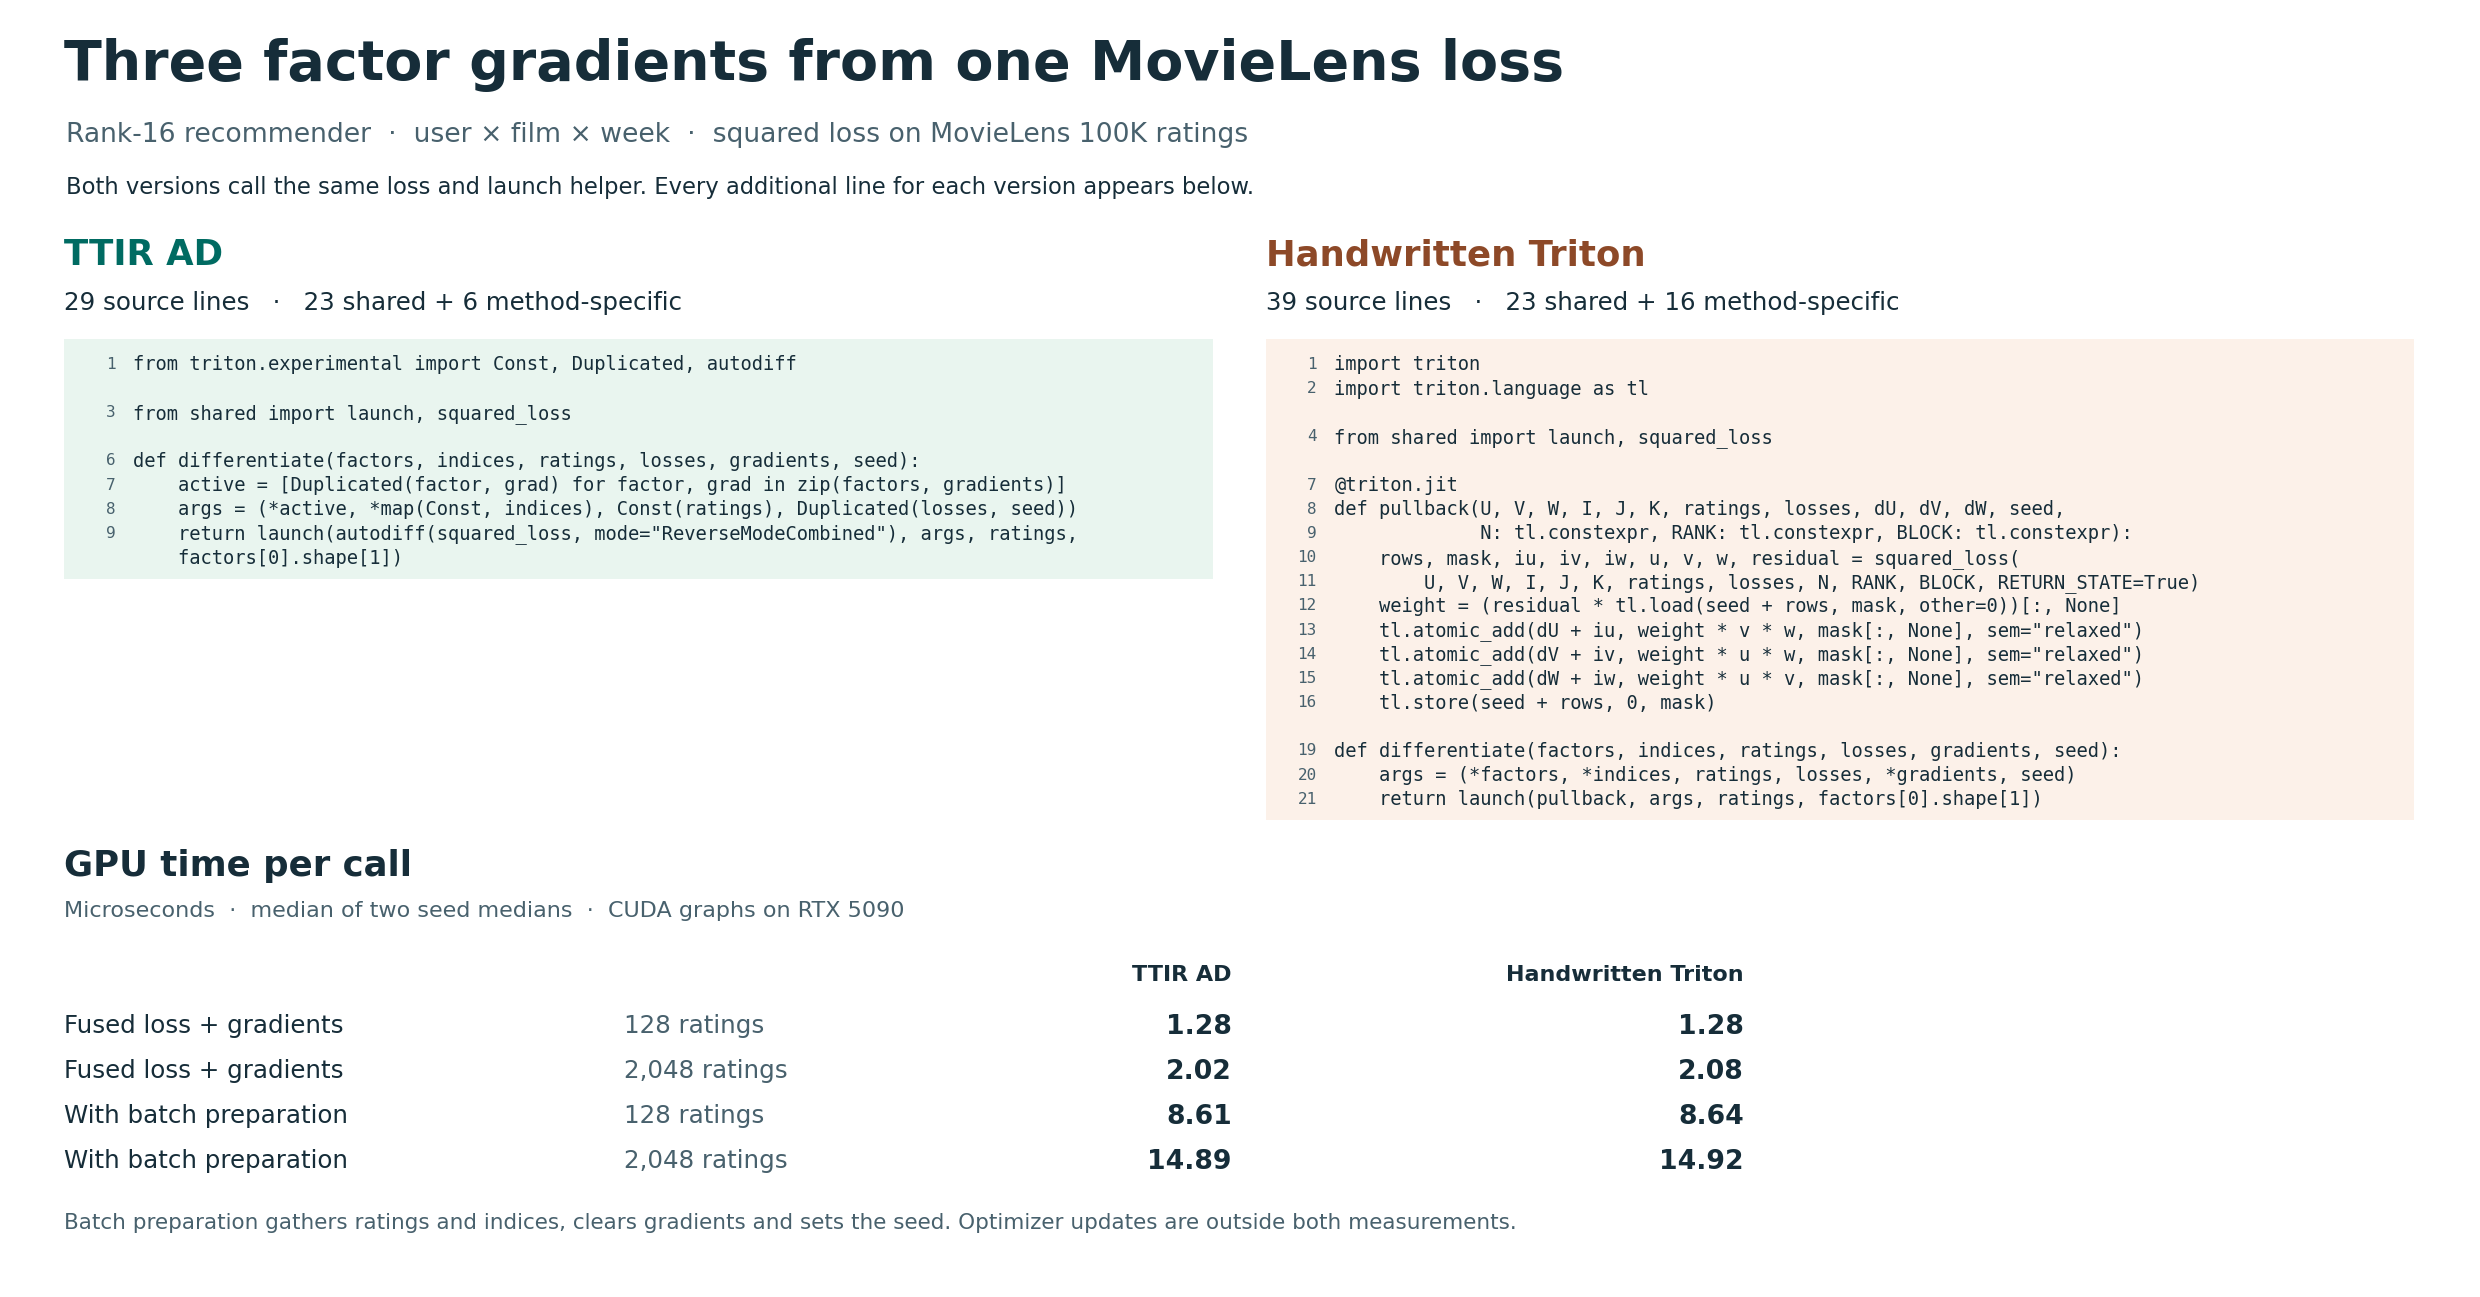 Three factor gradients from one MovieLens loss
Rank-16 recommender · user × film × week · squared loss on MovieLens 100K ratings
Both versions call the same loss and launch helper. Every additional line for each version appears below.
TTIR AD
29 source lines · 23 shared + 6 method-specific
1 from triton.experimental import Const, Duplicated, autodiff
3 from shared import launch, squared_loss
6 def differentiate(factors, indices, ratings, losses, gradients, seed):
7     active = [Duplicated(factor, grad) for factor, grad in zip(factors, gradients)]
8     args = (*active, *map(Const, indices), Const(ratings), Duplicated(losses, seed))
9     return launch(autodiff(squared_loss, mode="ReverseModeCombined"), args, ratings,
    factors[0].shape[1])
Handwritten Triton
39 source lines · 23 shared + 16 method-specific
1 import triton
2 import triton.language as tl
4 from shared import launch, squared_loss
7 @triton.jit
8 def pullback(U, V, W, I, J, K, ratings, losses, dU, dV, dW, seed,
9              N: tl.constexpr, RANK: tl.constexpr, BLOCK: tl.constexpr):
10     rows, mask, iu, iv, iw, u, v, w, residual = squared_loss(
11         U, V, W, I, J, K, ratings, losses, N, RANK, BLOCK, RETURN_STATE=True)
12     weight = (residual * tl.load(seed + rows, mask, other=0))[:, None]
13     tl.atomic_add(dU + iu, weight * v * w, mask[:, None], sem="relaxed")
14     tl.atomic_add(dV + iv, weight * u * w, mask[:, None], sem="relaxed")
15     tl.atomic_add(dW + iw, weight * u * v, mask[:, None], sem="relaxed")
16     tl.store(seed + rows, 0, mask)
19 def differentiate(factors, indices, ratings, losses, gradients, seed):
20     args = (*factors, *indices, ratings, losses, *gradients, seed)
21     return launch(pullback, args, ratings, factors[0].shape[1])
GPU time per call
Microseconds · median of two seed medians · CUDA graphs on RTX 5090
TTIR AD Handwritten Triton
Fused loss + gradients 128 ratings 1.28 1.28
Fused loss + gradients 2,048 ratings 2.02 2.08
With batch preparation 128 ratings 8.61 8.64
With batch preparation 2,048 ratings 14.89 14.92
Batch preparation gathers ratings and indices, clears gradients and sets the seed. Optimizer updates are outside both measurements.